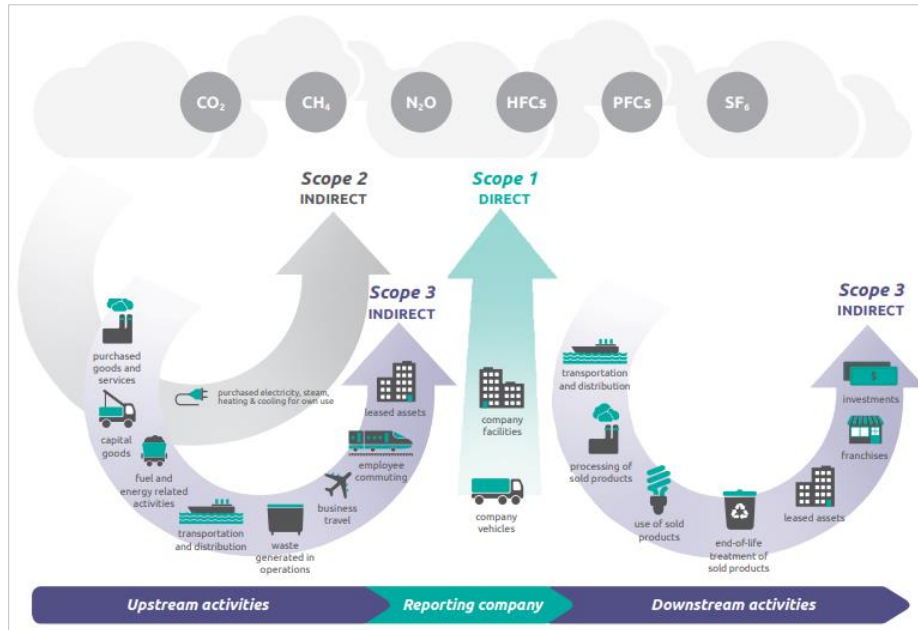 CO₂
CH₄
N₂O
HFCs
PFCs
SF₆
Scope 2
INDIRECT
Scope 1
DIRECT
Scope 3
INDIRECT
Scope 3
INDIRECT
purchased
goods and
services
capital
goods
fuel and
energy related
activities
transportation
and distribution
waste
generated in
operations
business
travel
employee
commuting
leased assets
purchased electricity, steam,
heating & cooling for own use
company
facilities
company
vehicles
transportation
and distribution
processing of
sold products
use of sold
products
end-of-life
treatment of
sold products
leased assets
franchises
investments
$
Upstream activities
Reporting company
Downstream activities